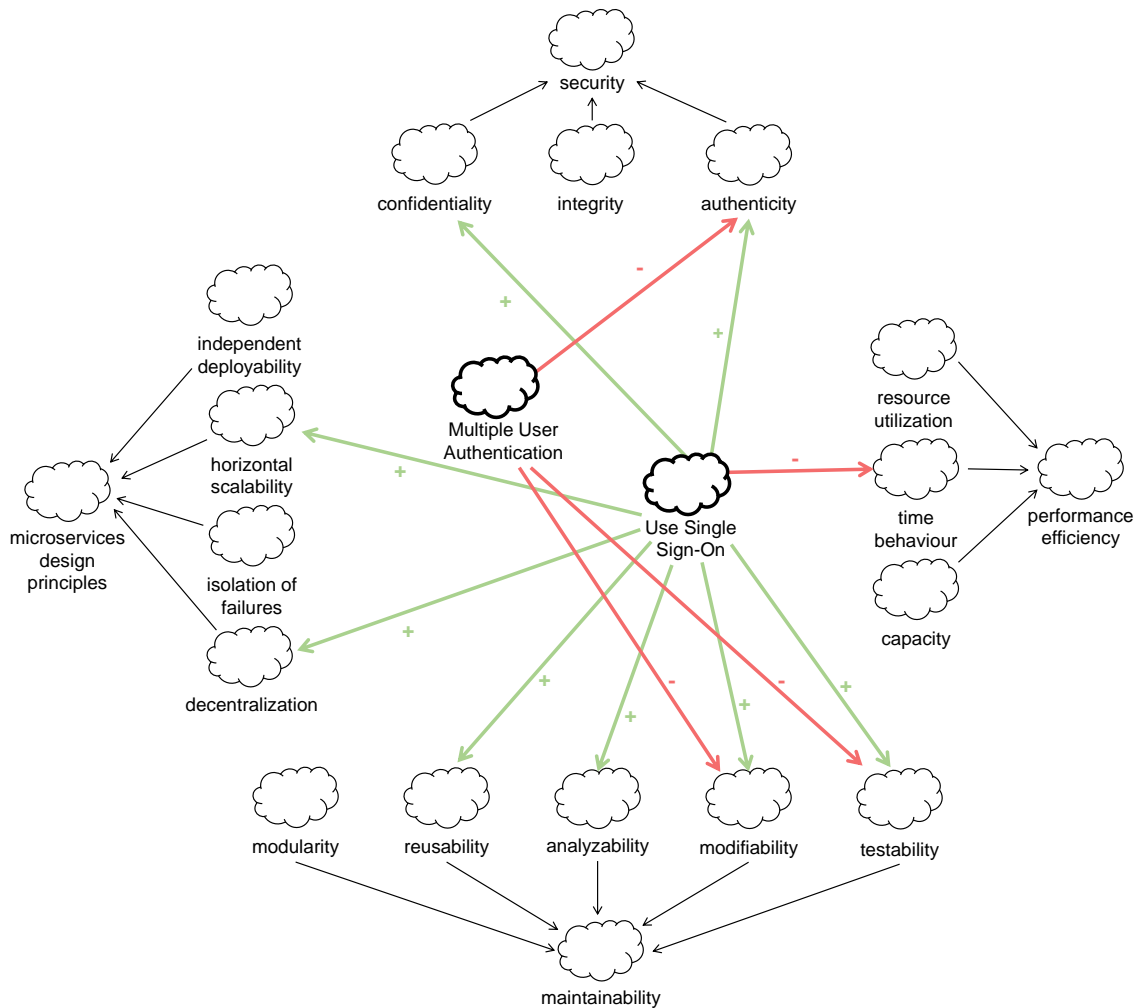 security
confidentiality
integrity
authenticity
-
+
+
independent
deployability
Multiple User
Authentication
resource
utilization
-
+
horizontal
scalability
Use Single
Sign-On
time
behaviour
performance
efficiency
microservices
design
principles
isolation of
failures
+
capacity
decentralization
+
-
-
+
+
+
modularity
reusability
analyzability
modifiability
testability
maintainability